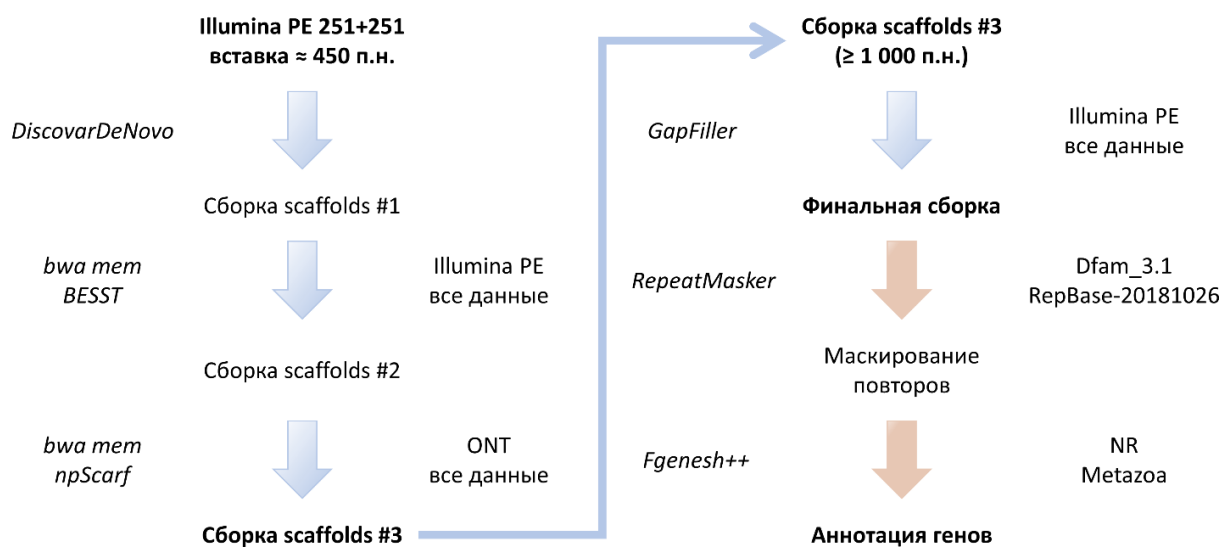 Illumina PE 251+251
вставка ≈ 450 п.н.
DiscovarDeNovo
Сборка scaffolds #1
bwa mem
BESST
Illumina PE
все данные
Сборка scaffolds #2
bwa mem
npScarf
ONT
все данные
Сборка scaffolds #3
Сборка scaffolds #3
(≥ 1 000 п.н.)
GapFiller
Illumina PE
все данные
Финальная сборка
RepeatMasker
Dfam_3.1
RepBase-20181026
Маскирование
повторов
Fgenesh++
NR
Metazoa
Аннотация генов